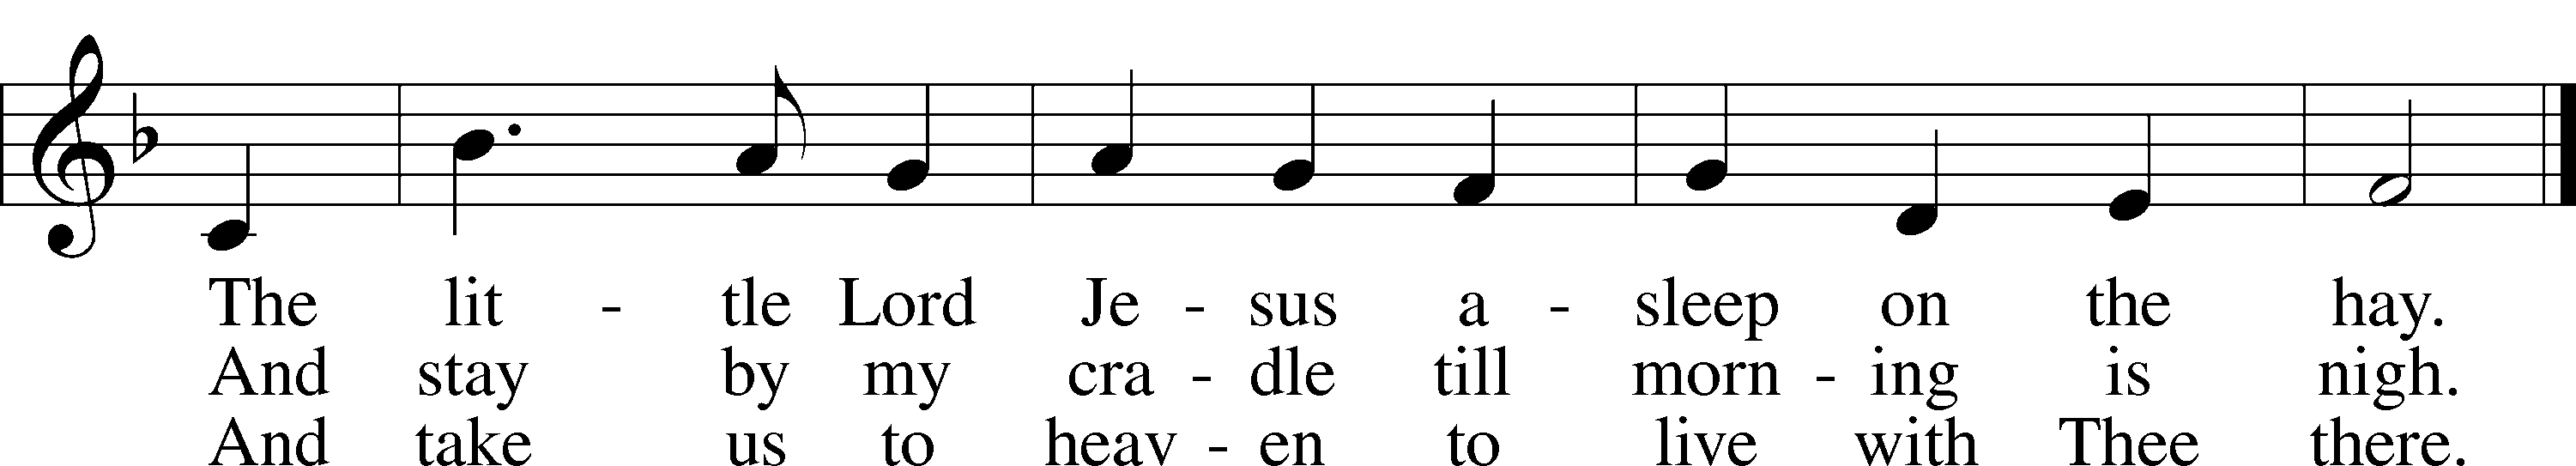 The lit - tle Lord Je - sus a - sleep on the hay.
And stay by my cra - dle till morn - ing is nigh.
And take us to heav - en to live with Thee there.